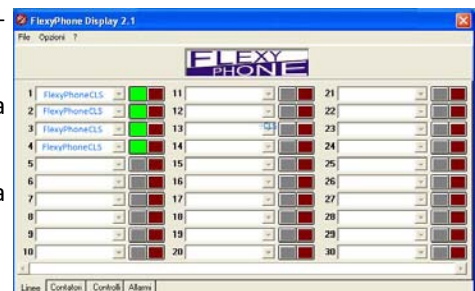 FlexyPhone Display 2.1
File Opzioni ?
FLEXY
PHONE
1 FlexyPhoneCLS 11 21
2 FlexyPhoneCLS 12 22
3 FlexyPhoneCLS 13 23
4 FlexyPhoneCLS 14 24
5 15 25
6 16 26
7 17 27
8 18 28
9 19 29
10 20 30
Linee Contatori Controlli Allarmi